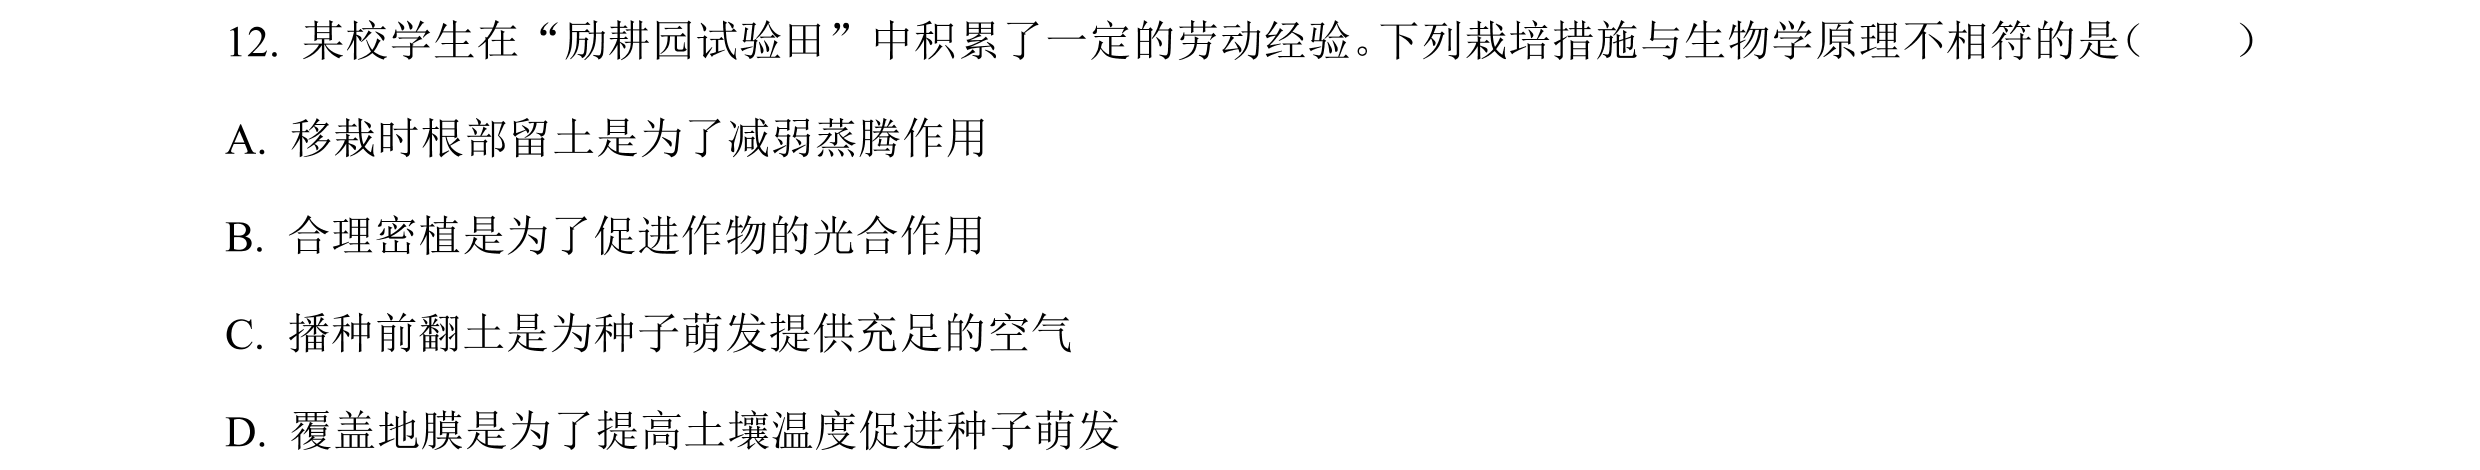 12. 某校学生在“励耕园试验田”中积累了一定的劳动经验。下列栽培措施与生物学原理不相符的是(　　)
A. 移栽时根部留土是为了减弱蒸腾作用
B. 合理密植是为了促进作物的光合作用
C. 播种前翻土是为种子萌发提供充足的空气
D. 覆盖地膜是为了提高土壤温度促进种子萌发